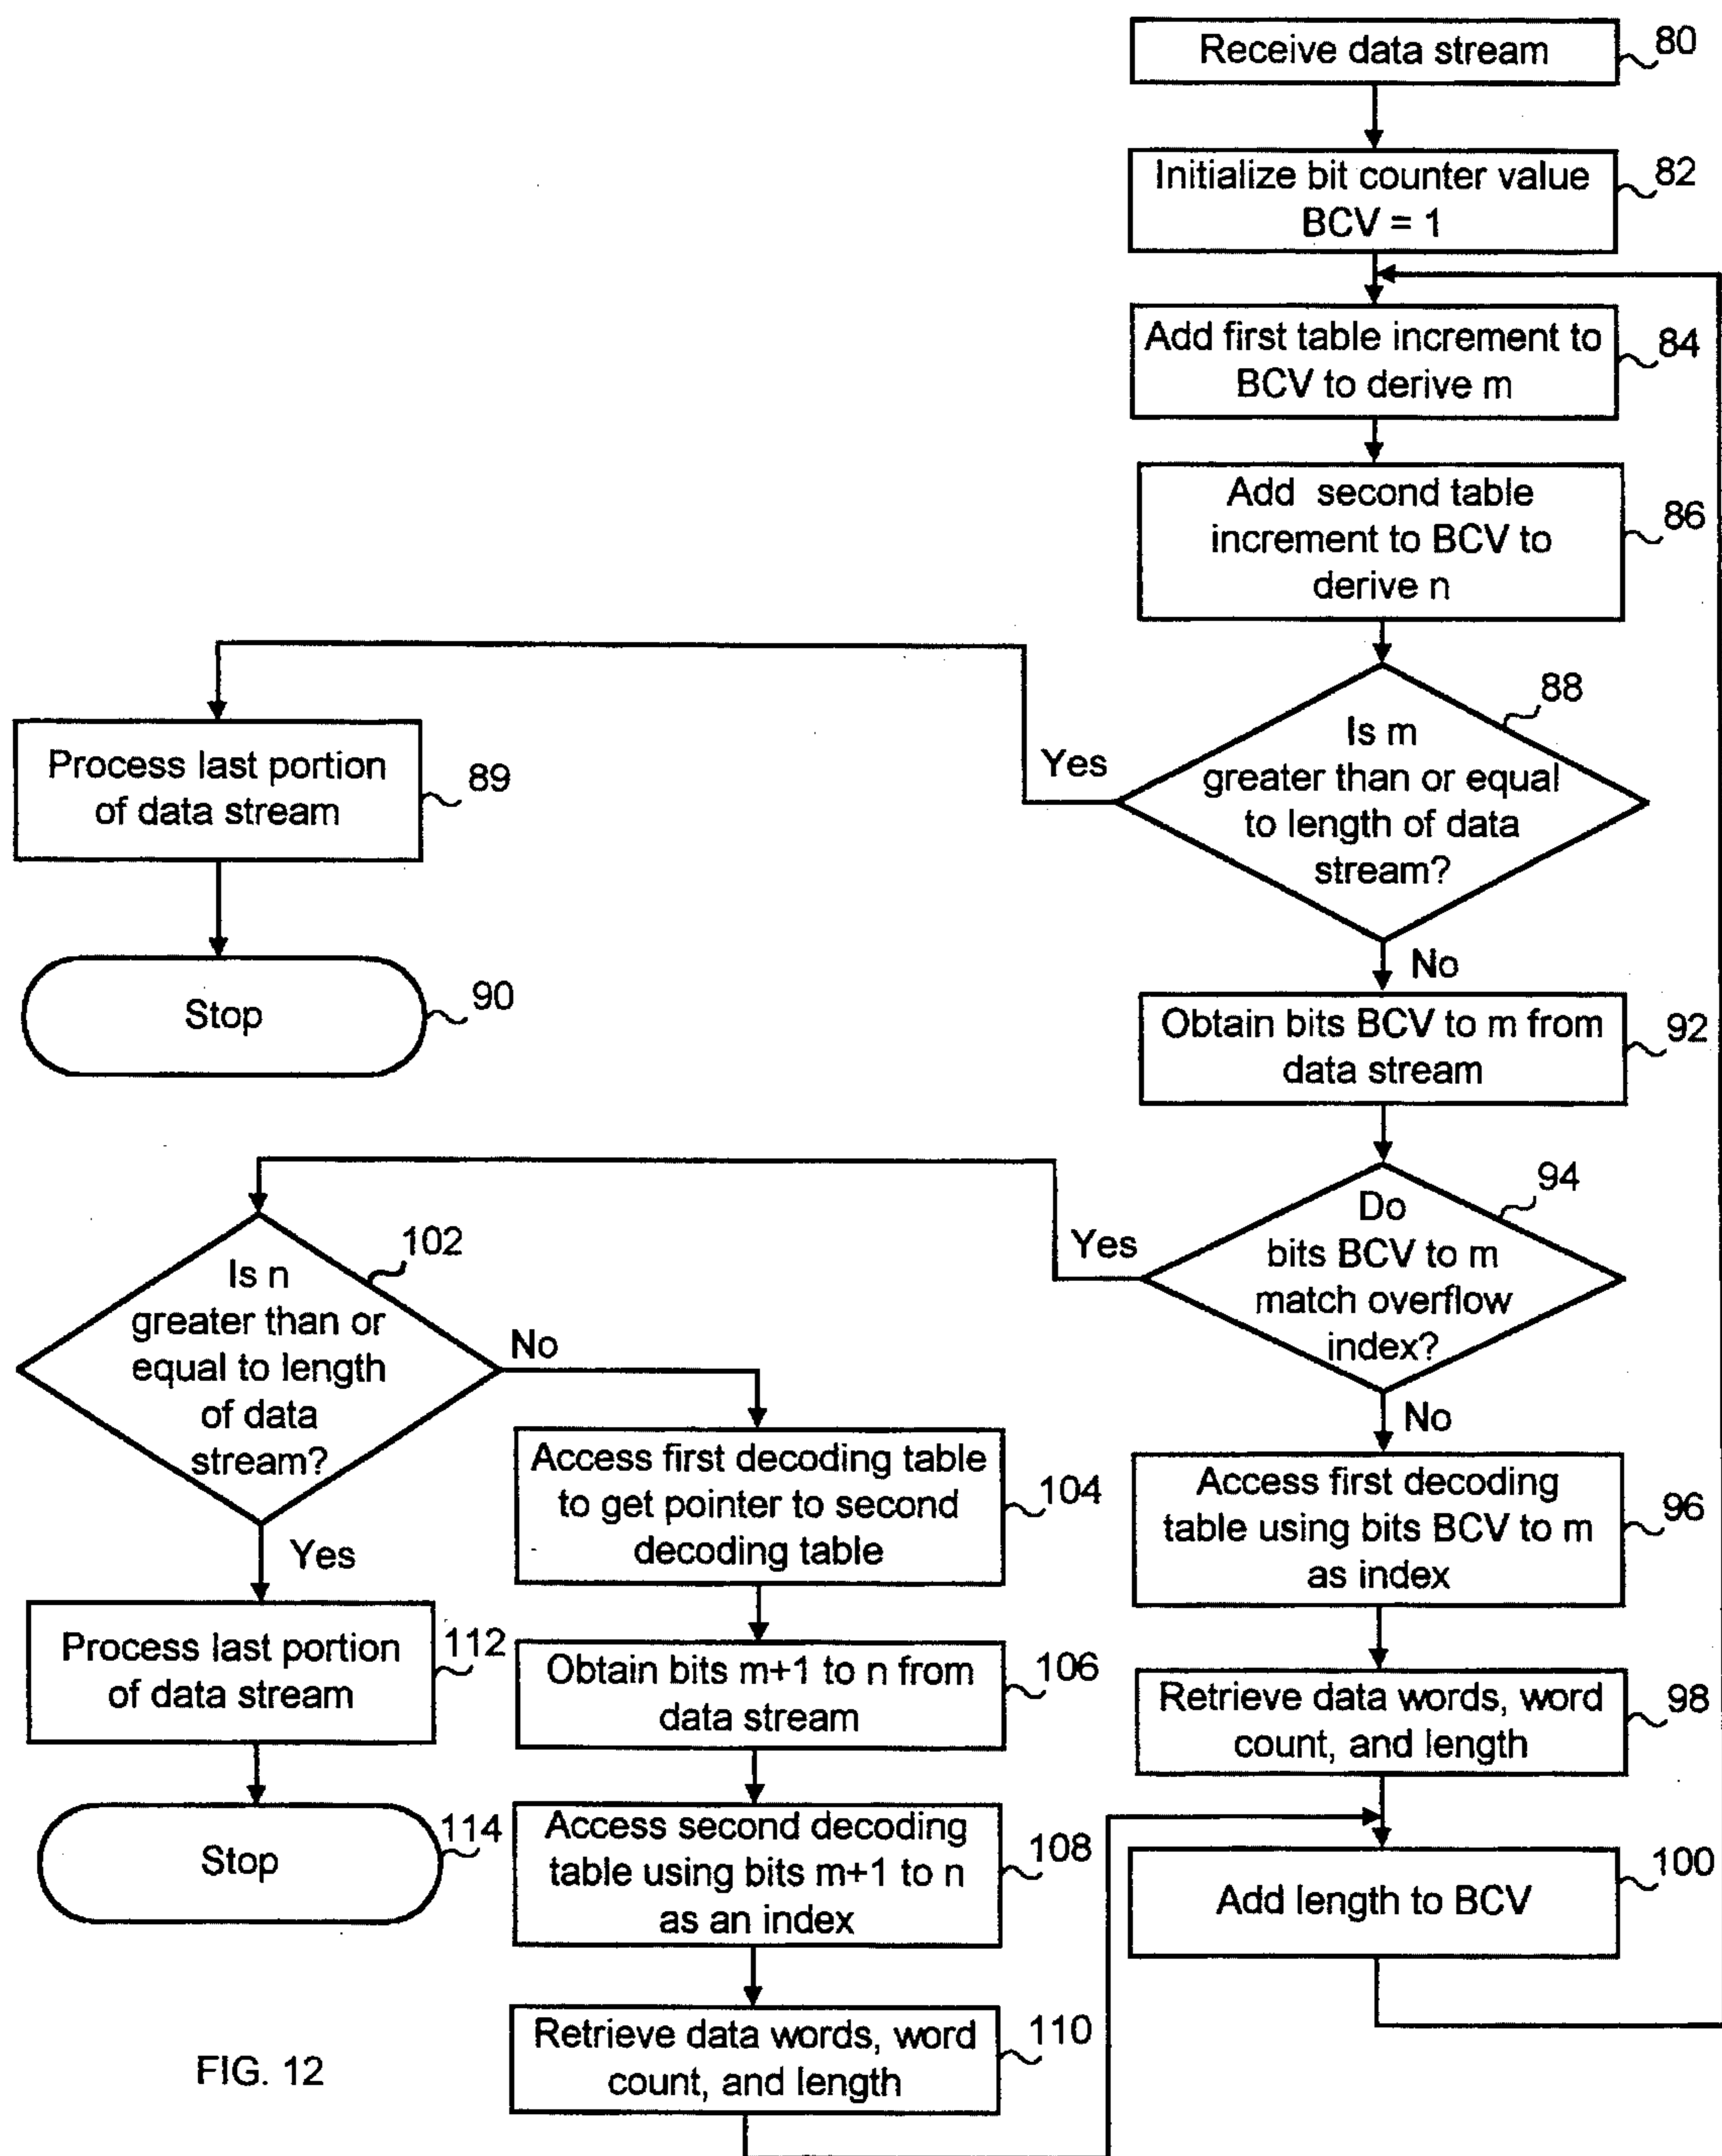 Receive data stream
80
Initialize bit counter value
BCV = 1
82
Add first table increment to
BCV to derive m
84
Add second table
increment to BCV to
derive n
86
Is m
greater than or equal
to length of data
stream?
88
Yes
No
Process last portion
of data stream
89
Stop
90
Obtain bits BCV to m from
data stream
92
Do
bits BCV to m
match overflow
index?
94
Yes
No
Is n
greater than or
equal to length
of data
stream?
102
No
Yes
Access first decoding
table using bits BCV to m
as index
96
Retrieve data words, word
count, and length
98
Add length to BCV
100
Access first decoding table
to get pointer to second
decoding table
104
Obtain bits m+1 to n from
data stream
106
Access second decoding
table using bits m+1 to n
as an index
108
Retrieve data words, word
count, and length
110
Process last portion
of data stream
112
Stop
114
FIG. 12